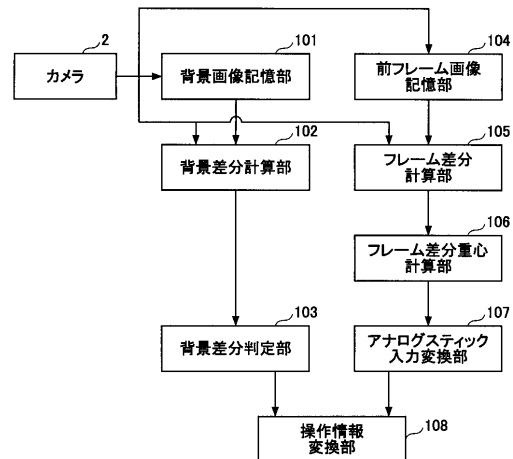 2
カメラ
101
背景画像記憶部
104
前フレーム画像
記憶部
102
背景差分計算部
105
フレーム差分
計算部
106
フレーム差分重心
計算部
103
背景差分判定部
107
アナログスティック
入力変換部
操作情報
変換部
108